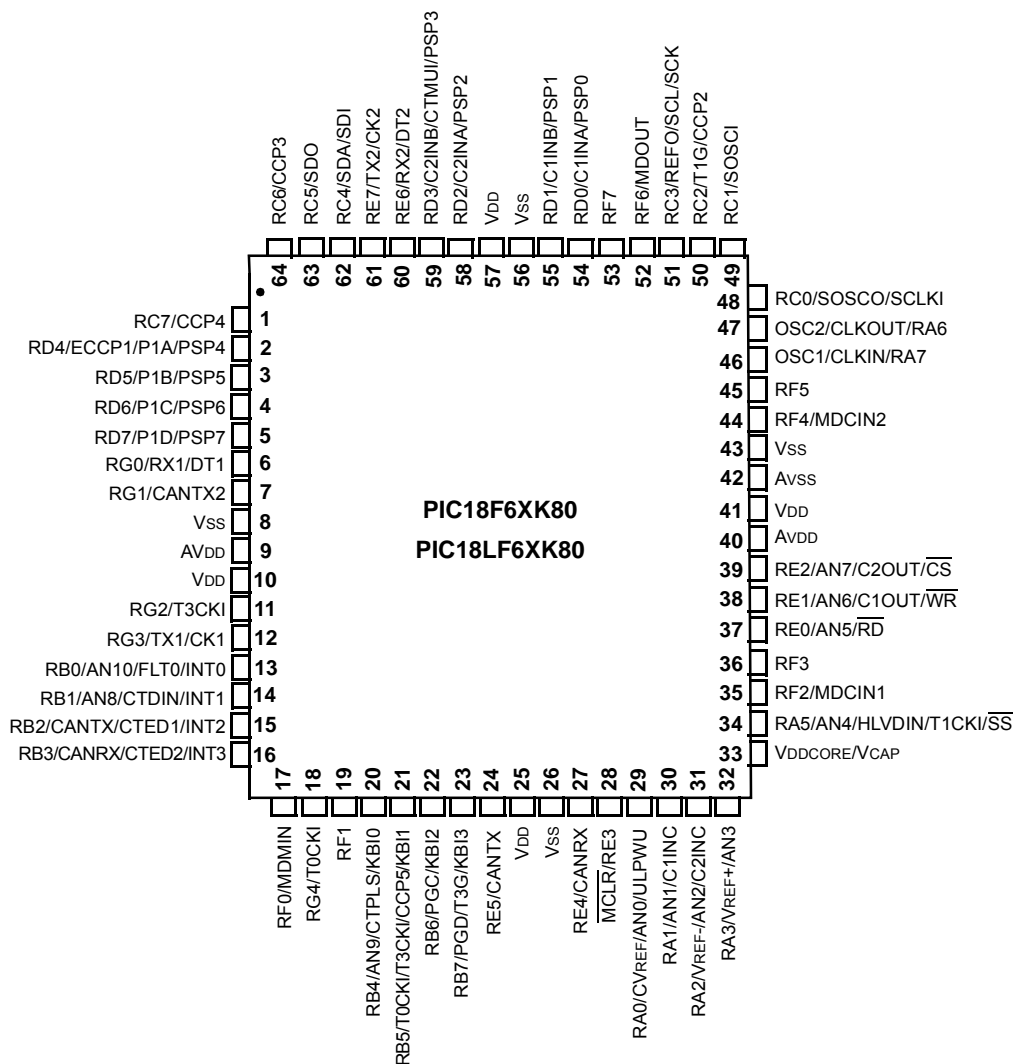 RC6/CCP3
RC5/SDO
RC4/SDA/SDI
RE7/TX2/CK2
RE6/RX2/DT2
RD3/C2INB/CTMUI/PSP3
RD2/C2INA/PSP2
VDD
VSS
RD1/C1INB/PSP1
RD0/C1INA/PSP0
RF7
RF6/MDOUT
RC3/REFO/SCL/SCK
RC2/T1G/CCP2
RC1/SOSCI
64 63 62 61 60 59 58 57 56 55 54 53 52 51 50 49
RC7/CCP4 1
RD4/ECCP1/P1A/PSP4 2
RD5/P1B/PSP5 3
RD6/P1C/PSP6 4
RD7/P1D/PSP7 5
RG0/RX1/DT1 6
RG1/CANTX2 7
VSS 8
AVDD 9
VDD 10
RG2/T3CKI 11
RG3/TX1/CK1 12
RB0/AN10/FLT0/INT0 13
RB1/AN8/CTDIN/INT1 14
RB2/CANTX/CTED1/INT2 15
RB3/CANRX/CTED2/INT3 16
PIC18F6XK80
PIC18LF6XK80
48 RC0/SOSCO/SCLKI
47 OSC2/CLKOUT/RA6
46 OSC1/CLKIN/RA7
45 RF5
44 RF4/MDCIN2
43 VSS
42 AVSS
41 VDD
40 AVDD
39 RE2/AN7/C2OUT/CS
38 RE1/AN6/C1OUT/WR
37 RE0/AN5/RD
36 RF3
35 RF2/MDCIN1
34 RA5/AN4/HLVDIN/T1CKI/SS
33 VDDCORE/VCAP
17 18 19 20 21 22 23 24 25 26 27 28 29 30 31 32
RF0/MDMIN
RG4/T0CKI
RF1
RB4/AN9/CTPLS/KBI0
RB5/T0CKI/T3CKI/CCP5/KBI1
RB6/PGC/KBI2
RB7/PGD/T3G/KBI3
RE5/CANTX
VDD
VSS
RE4/CANRX
MCLR/RE3
RA0/CVREF/AN0/ULPWU
RA1/AN1/C1INC
RA2/VREF-/AN2/C2INC
RA3/VREF+/AN3